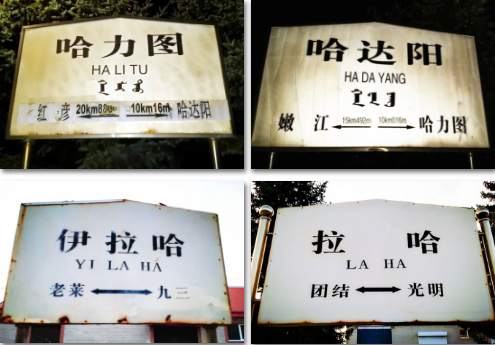 哈力图
HA LI TU
红彦 20km880m 10km16m 哈达阳
哈达阳
HA DA YANG
嫩江 15km492m 10km016m 哈力图
伊拉哈
YI LA HA
老莱 九三
拉哈
LA HA
团结 光明